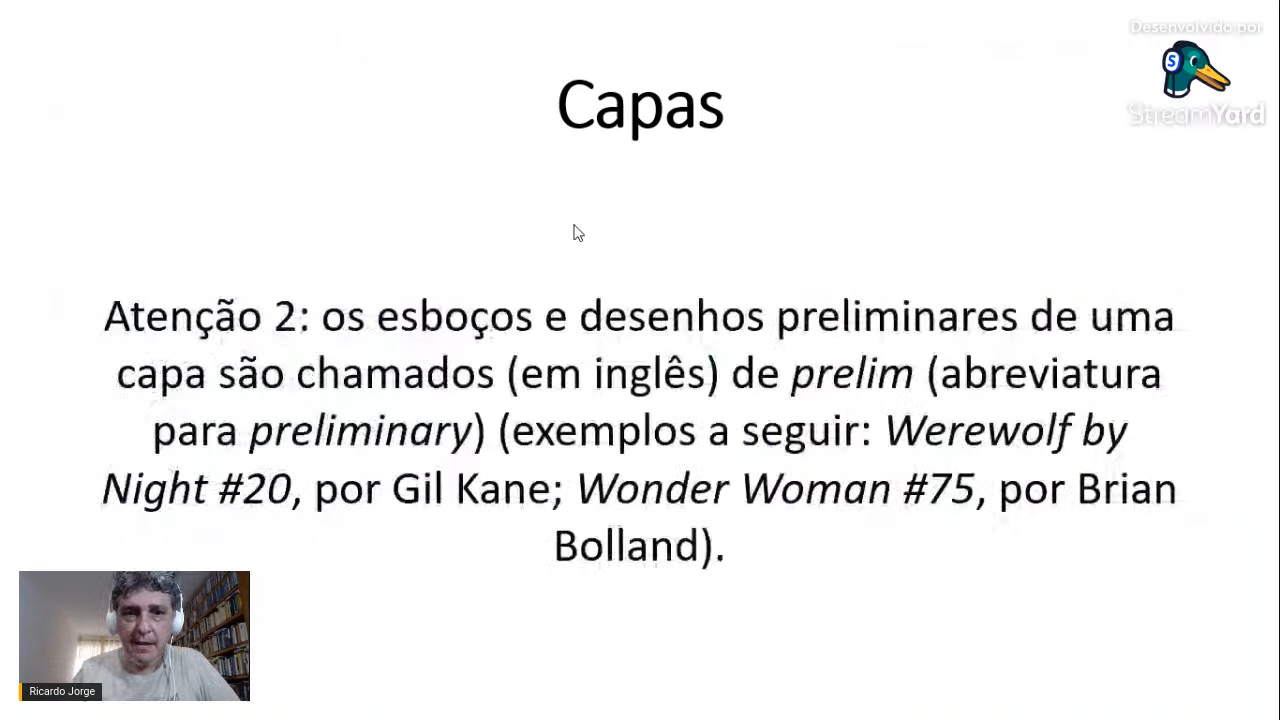 Desenvolvido por
StreamYard
Capas
Atenção 2: os esboços e desenhos preliminares de uma
capa são chamados (em inglês) de prelim (abreviatura
para preliminary) (exemplos a seguir: Werewolf by
Night #20, por Gil Kane; Wonder Woman #75, por Brian
Bolland).
Ricardo Jorge